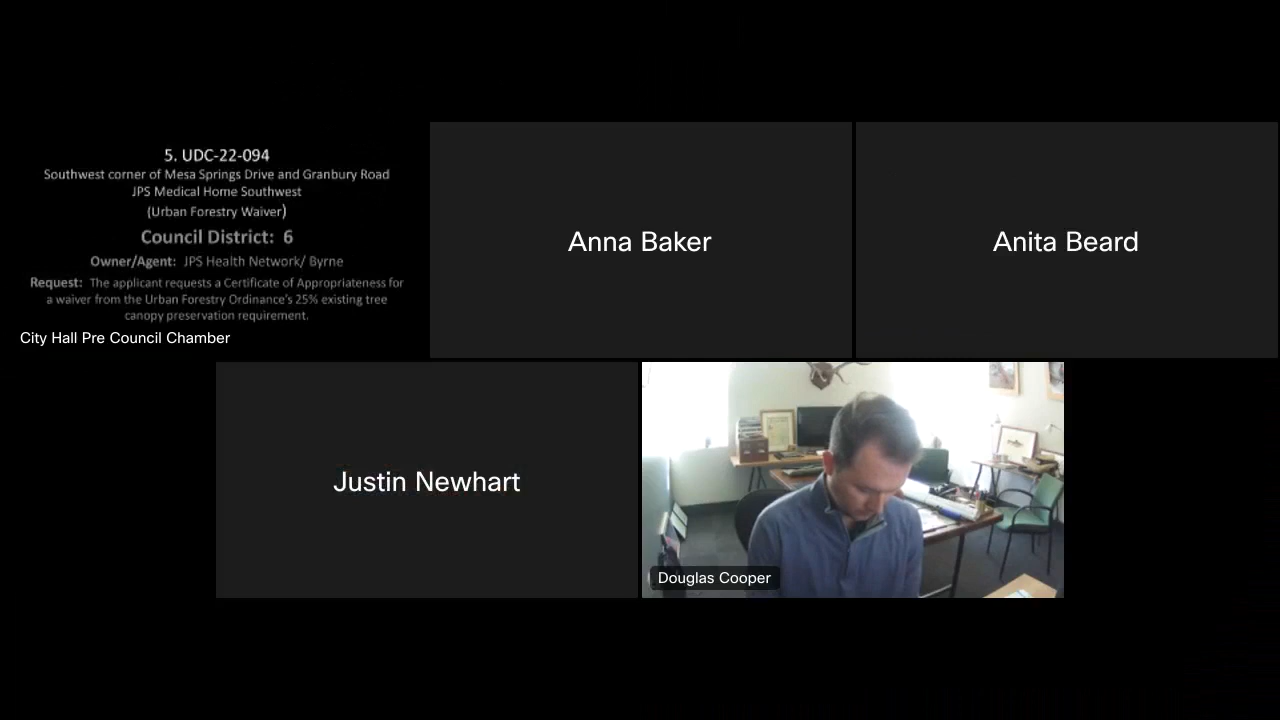 5. UDC-22-094
Southwest corner of Mesa Springs Drive and Granbury Road
JPS Medical Home Southwest
(Urban Forestry Waiver)
Council District: 6
Owner/Agent: JPS Health Network/ Byrne
Request: The applicant requests a Certificate of Appropriateness for
a waiver from the Urban Forestry Ordinance's 25% existing tree
canopy preservation requirement.
City Hall Pre Council Chamber
Anna Baker
Anita Beard
Justin Newhart
Douglas Cooper